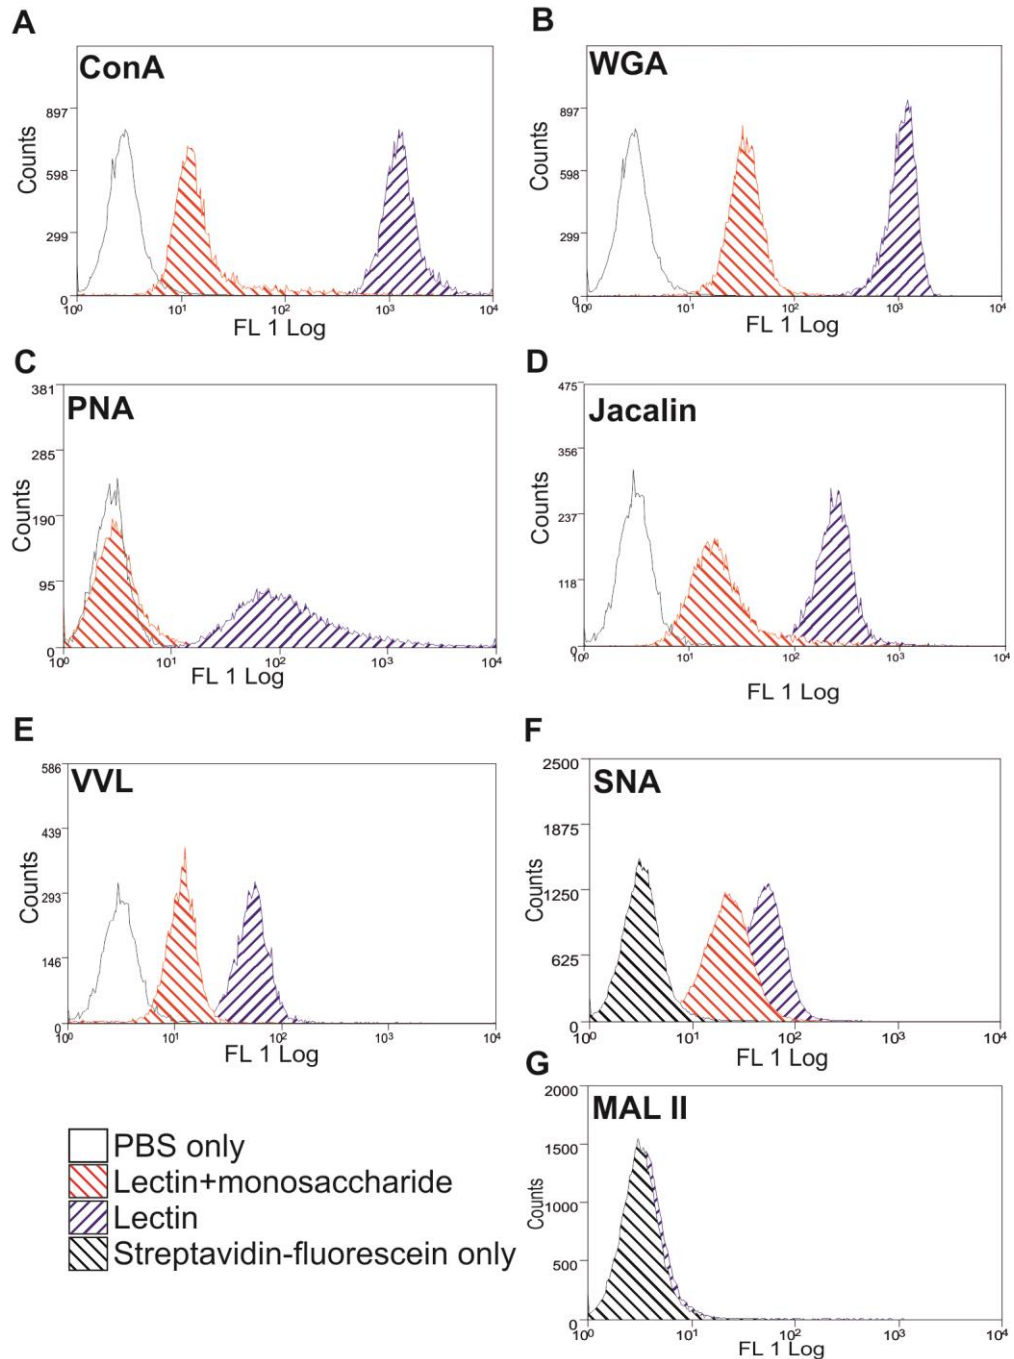 A
ConA
Counts
897
598
299
0
10⁰ 10¹ 10² 10³ 10⁴
FL 1 Log
B
WGA
Counts
897
598
299
0
10⁰ 10¹ 10² 10³ 10⁴
FL 1 Log
C
PNA
Counts
381
285
190
95
0
10⁰ 10¹ 10² 10³ 10⁴
FL 1 Log
D
Jacalin
Counts
475
356
237
118
0
10⁰ 10¹ 10² 10³ 10⁴
FL 1 Log
E
VVL
Counts
586
439
293
146
0
10⁰ 10¹ 10² 10³ 10⁴
FL 1 Log
F
SNA
Counts
2500
1875
1250
625
0
10⁰ 10¹ 10² 10³ 10⁴
FL 1 Log
G
MAL II
Counts
2000
1500
1000
500
0
10⁰ 10¹ 10² 10³ 10⁴
FL 1 Log
PBS only
Lectin+monosaccharide
Lectin
Streptavidin-fluorescein only